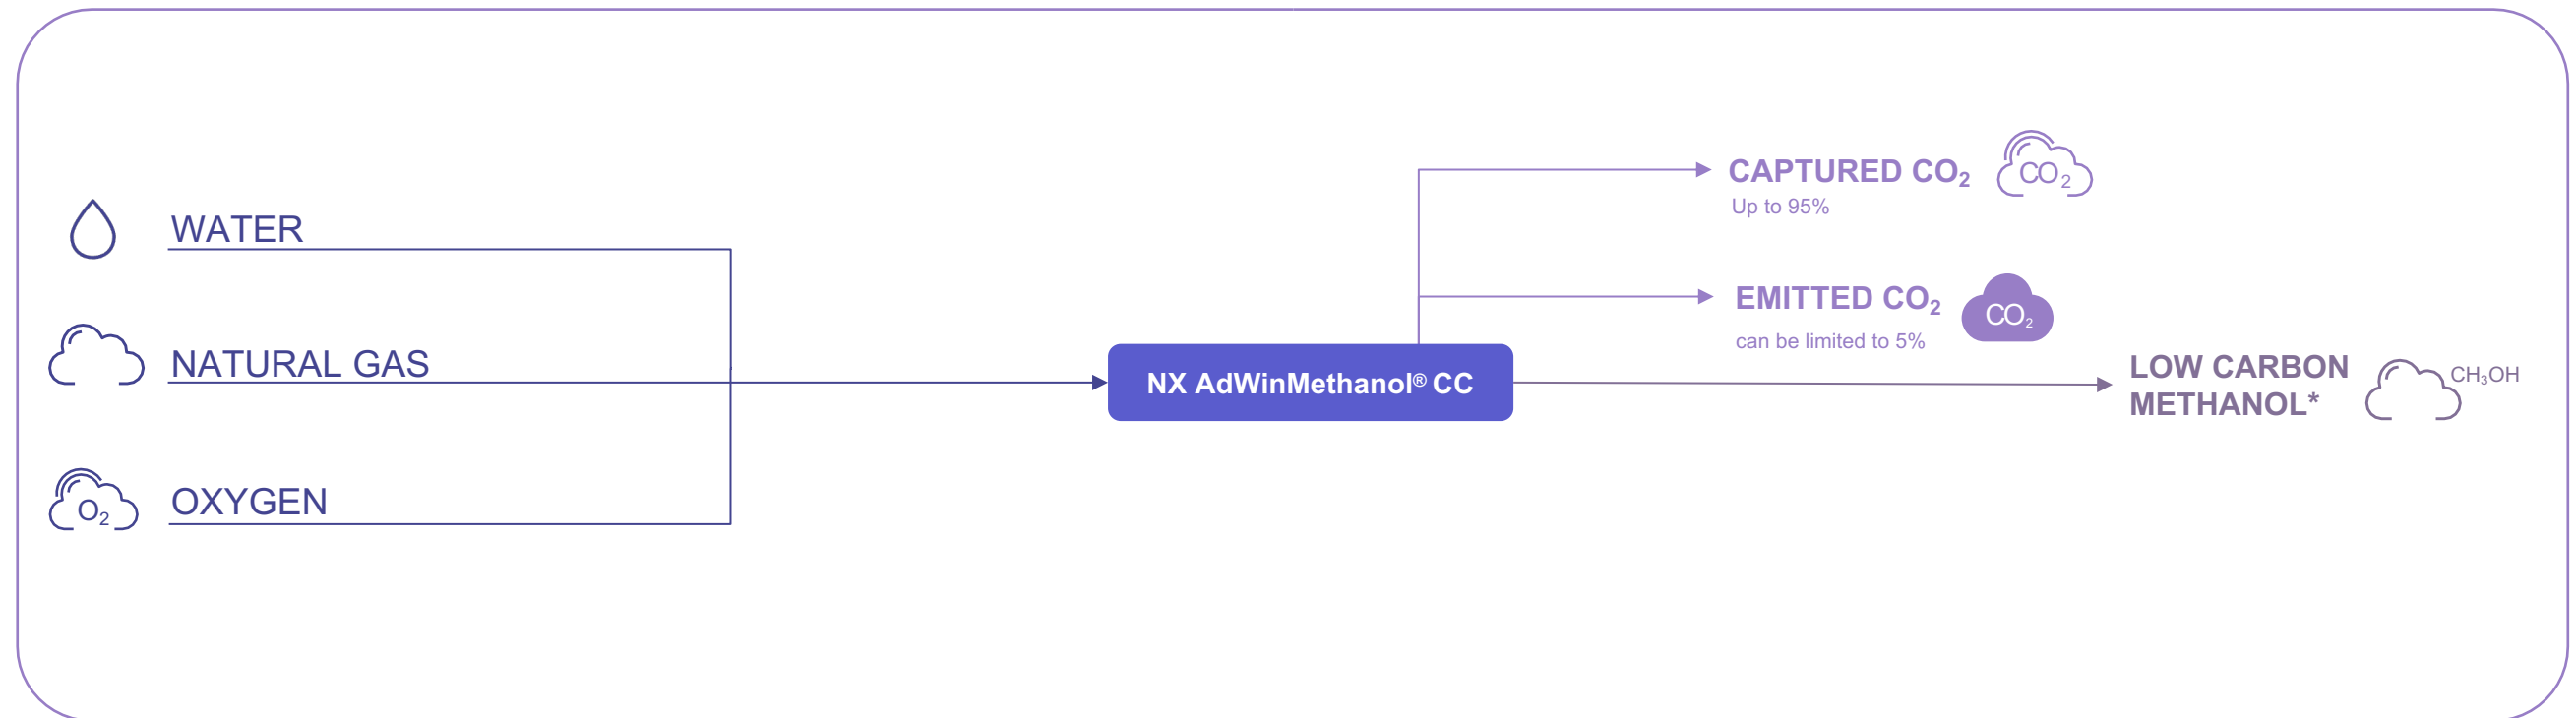 WATER
NATURAL GAS
O₂
OXYGEN
NX AdWinMethanol® CC
CAPTURED CO₂
Up to 95%
CO₂
EMITTED CO₂
can be limited to 5%
CO₂
LOW CARBON
METHANOL*
CH₃OH